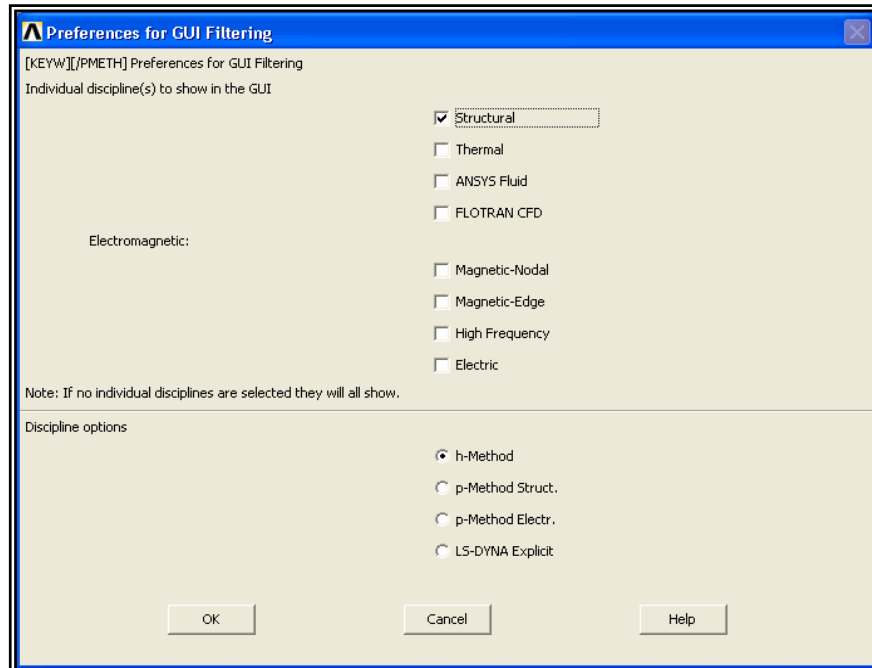 Preferences for GUI Filtering
[KEYW][/PMETH] Preferences for GUI Filtering
Individual discipline(s) to show in the GUI
Structural
Thermal
ANSYS Fluid
FLOTRAN CFD
Electromagnetic:
Magnetic-Nodal
Magnetic-Edge
High Frequency
Electric
Note: If no individual disciplines are selected they will all show.
Discipline options
h-Method
p-Method Struct.
p-Method Electr.
LS-DYNA Explicit
OK Cancel Help